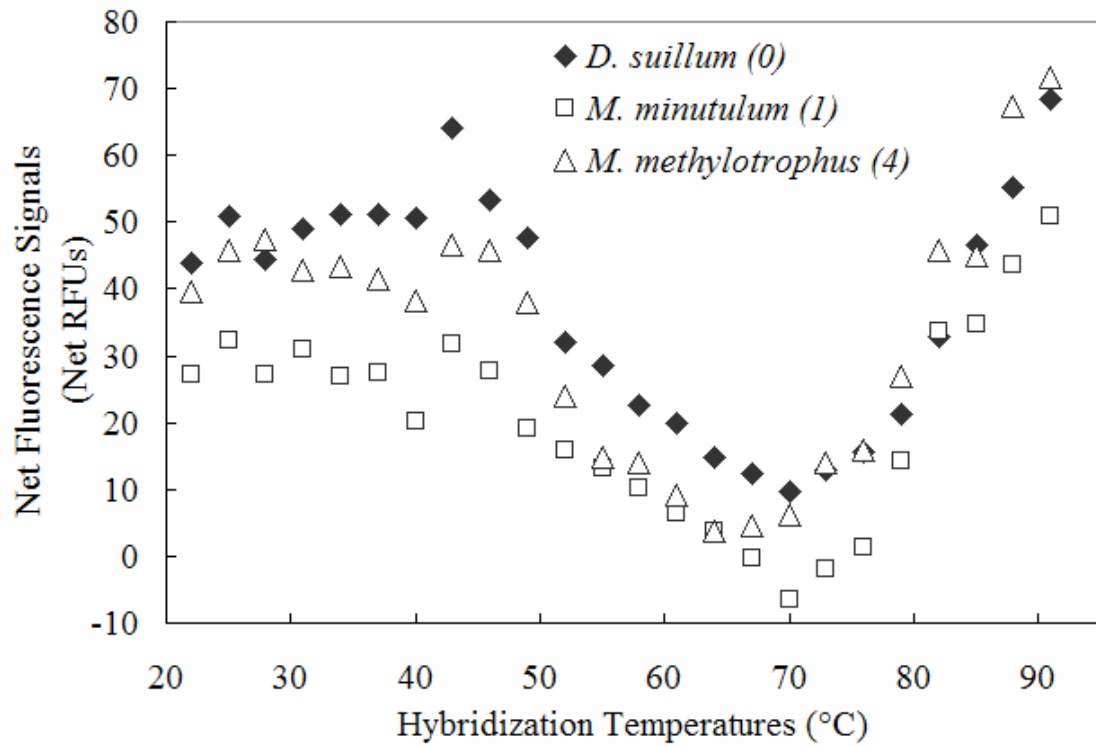 80
70
60
50
40
30
20
10
0
-10
Net Fluorescence Signals
(Net RFUs)
D. suillum (0)
M. minutulum (1)
M. methylotrophus (4)
20 30 40 50 60 70 80 90
Hybridization Temperatures (°C)